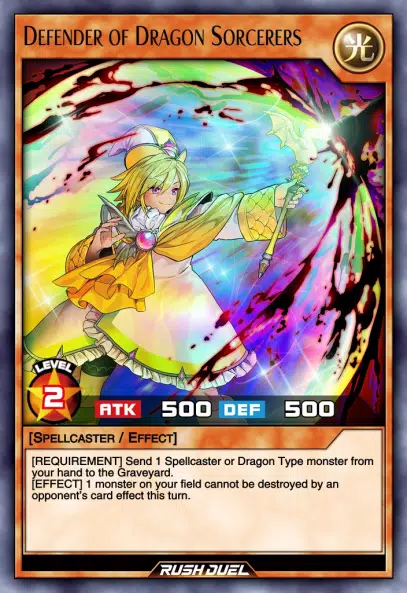 Defender of Dragon Sorcerers
光
LEVEL
2
ATK 500 DEF 500
[Spellcaster / Effect]
[REQUIREMENT] Send 1 Spellcaster or Dragon Type monster from
your hand to the Graveyard.
[EFFECT] 1 monster on your field cannot be destroyed by an
opponent's card effect this turn.
RUSH DUEL